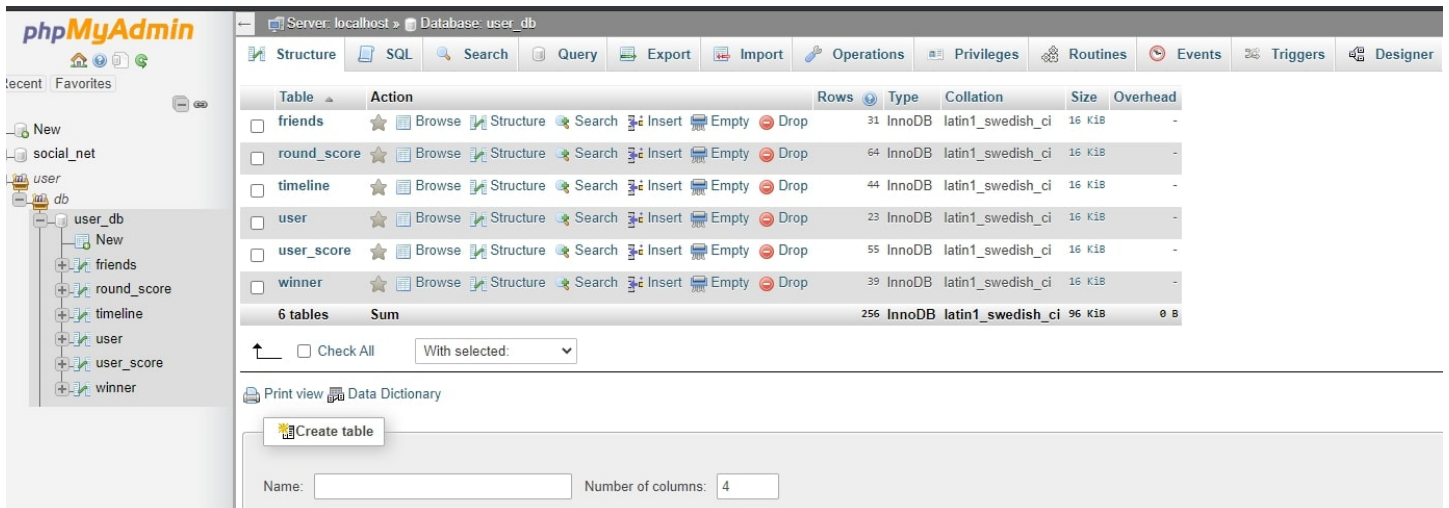 phpMyAdmin
Recent Favorites
New
social_net
user
db
user_db
New
friends
round_score
timeline
user
user_score
winner
Server: localhost » Database: user_db
Structure SQL Search Query Export Import Operations Privileges Routines Events Triggers Designer
Table Action Rows Type Collation Size Overhead
friends Browse Structure Search Insert Empty Drop 31 InnoDB latin1_swedish_ci 16 KiB -
round_score Browse Structure Search Insert Empty Drop 64 InnoDB latin1_swedish_ci 16 KiB -
timeline Browse Structure Search Insert Empty Drop 44 InnoDB latin1_swedish_ci 16 KiB -
user Browse Structure Search Insert Empty Drop 23 InnoDB latin1_swedish_ci 16 KiB -
user_score Browse Structure Search Insert Empty Drop 55 InnoDB latin1_swedish_ci 16 KiB -
winner Browse Structure Search Insert Empty Drop 39 InnoDB latin1_swedish_ci 16 KiB -
6 tables Sum 256 InnoDB latin1_swedish_ci 96 KiB 0 B
Check All With selected:
Print view Data Dictionary
Create table
Name: Number of columns: 4